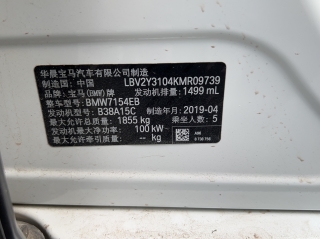 华晨宝马汽车有限公司制造
制造国：中国 LBV2Y3104KMR09739
品牌：宝马(BMW)牌 发动机排量：1499 mL
整车型号：BMW7154EB
发动机型号：B38A15C 制造年月：2019-04
最大允许总质量：1855 kg 乘坐人数：5
发动机最大净功率：100 kW
最大允许牵引质量：-- kg